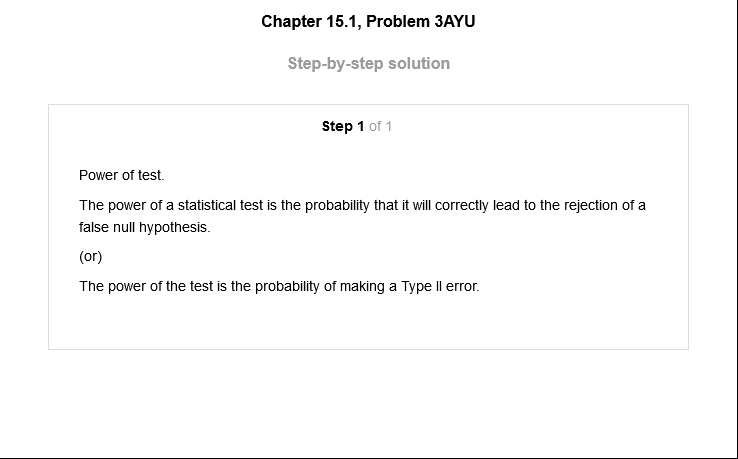 Chapter 15.1, Problem 3AYU
Step-by-step solution
Step 1 of 1
Power of test.
The power of a statistical test is the probability that it will correctly lead to the rejection of a
false null hypothesis.
(or)
The power of the test is the probability of making a Type II error.